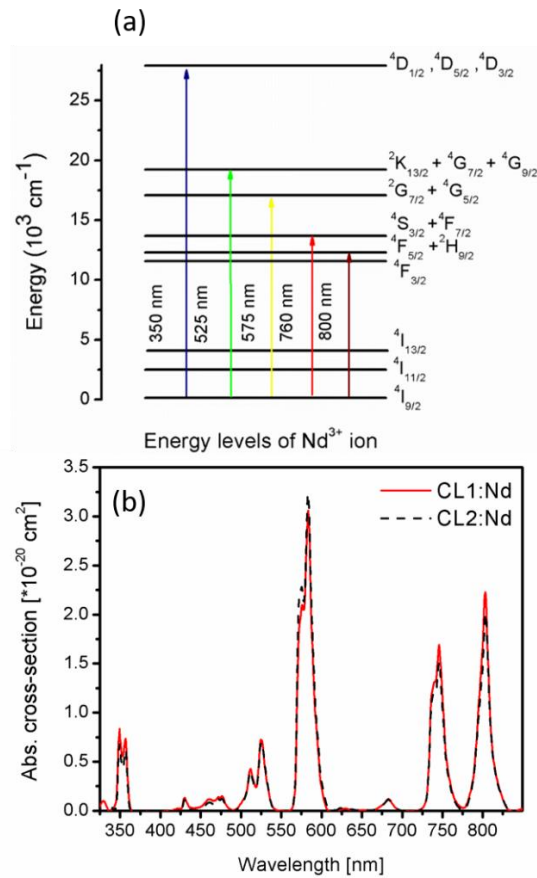 (a)
Energy (10³ cm⁻¹)
25
20
15
10
5
0
350 nm
525 nm
575 nm
760 nm
800 nm
⁴D₁/₂ ,⁴D₅/₂ ,⁴D₃/₂
²K₁₃/₂ + ⁴G₇/₂ + ⁴G₉/₂
²G₇/₂ + ⁴G₅/₂
⁴S₃/₂ +⁴F₇/₂
⁴F₅/₂ +²H₉/₂
⁴F₃/₂
⁴I₁₃/₂
⁴I₁₁/₂
⁴I₉/₂
Energy levels of Nd³⁺ ion
(b)
CL1:Nd
CL2:Nd
Abs. cross-section [*10⁻²⁰ cm²]
3.5
3.0
2.5
2.0
1.5
1.0
0.5
0.0
350 400 450 500 550 600 650 700 750 800
Wavelength [nm]